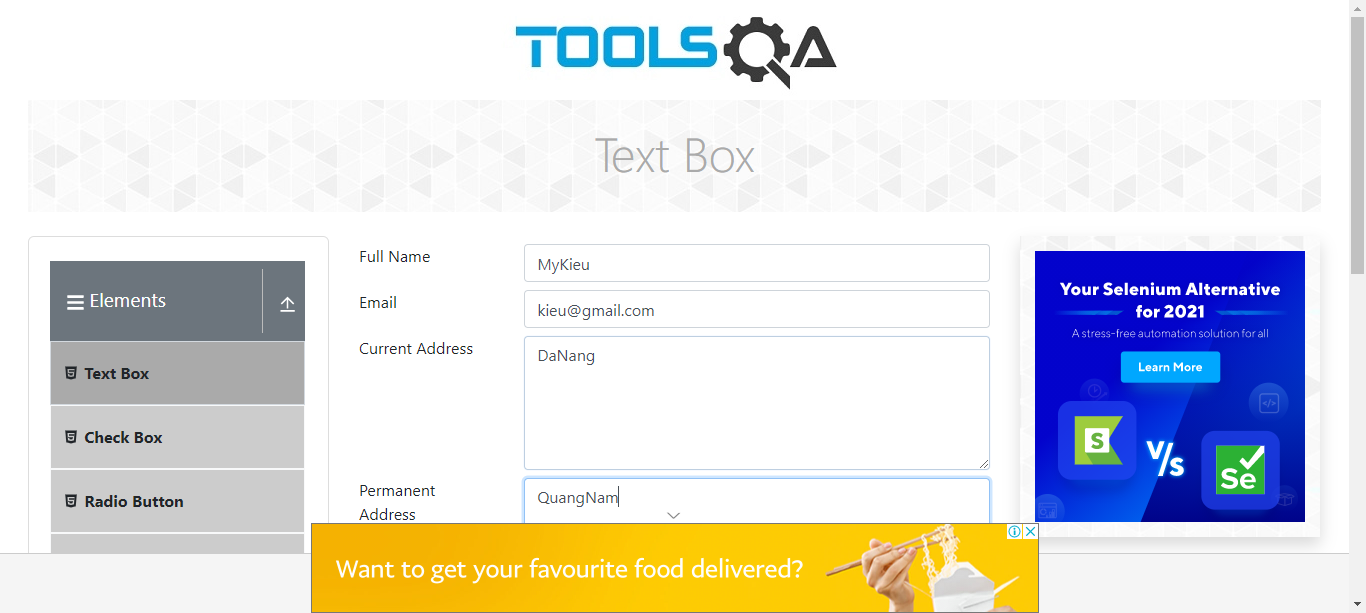 TOOLSQA
Text Box
Elements
Text Box
Check Box
Radio Button
Full Name
MyKieu
Email
kieu@gmail.com
Current Address
DaNang
Permanent
Address
QuangNam
Your Selenium Alternative
for 2021
A stress-free automation solution for all
Learn More
S
V/s
Se
Want to get your favourite food delivered?